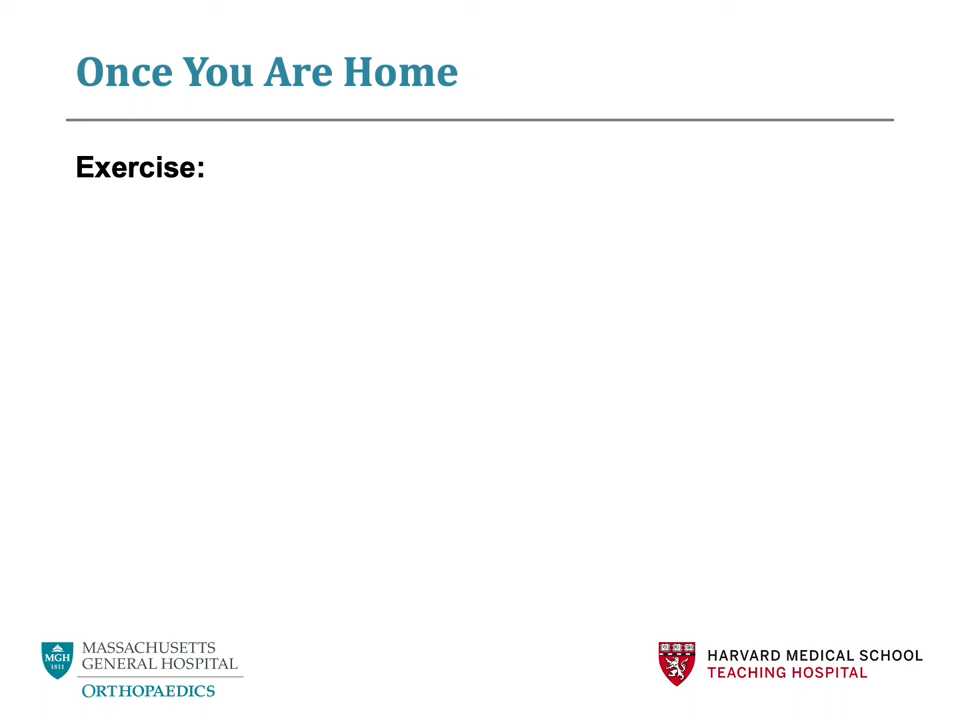 Once You Are Home
Exercise:
MGH
1811
MASSACHUSETTS
GENERAL HOSPITAL
ORTHOPAEDICS
HARVARD MEDICAL SCHOOL
TEACHING HOSPITAL